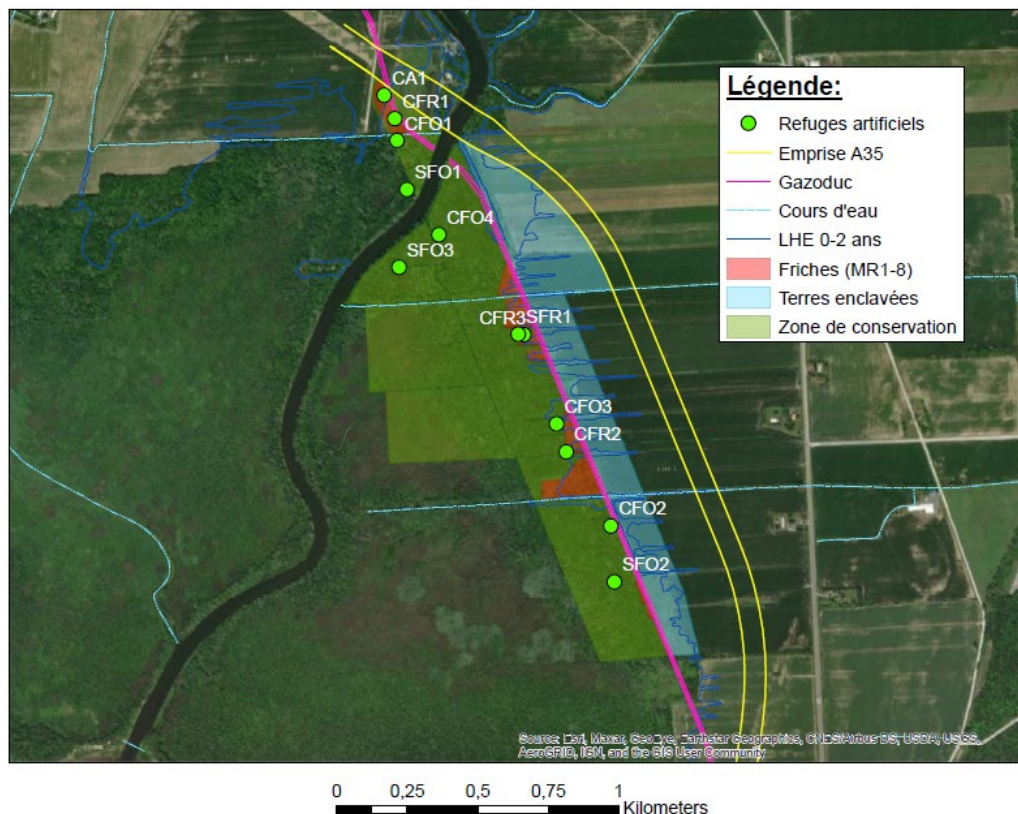 CA1
CFR1
CFO1
SFO1
CFO4
SFO3
CFR3 SFR1
CFO3
CFR2
CFO2
SFO2
Légende:
Refuges artificiels
Emprise A35
Gazoduc
Cours d'eau
LHE 0-2 ans
Friches (MR1-8)
Terres enclavées
Zone de conservation
Source: Esri, Maxar, GeoEye, Earthstar Geographics, CNES/Airbus DS, USDA, USGS,
AeroGRID, IGN, and the GIS User Community
0 0,25 0,5 0,75 1
Kilometers